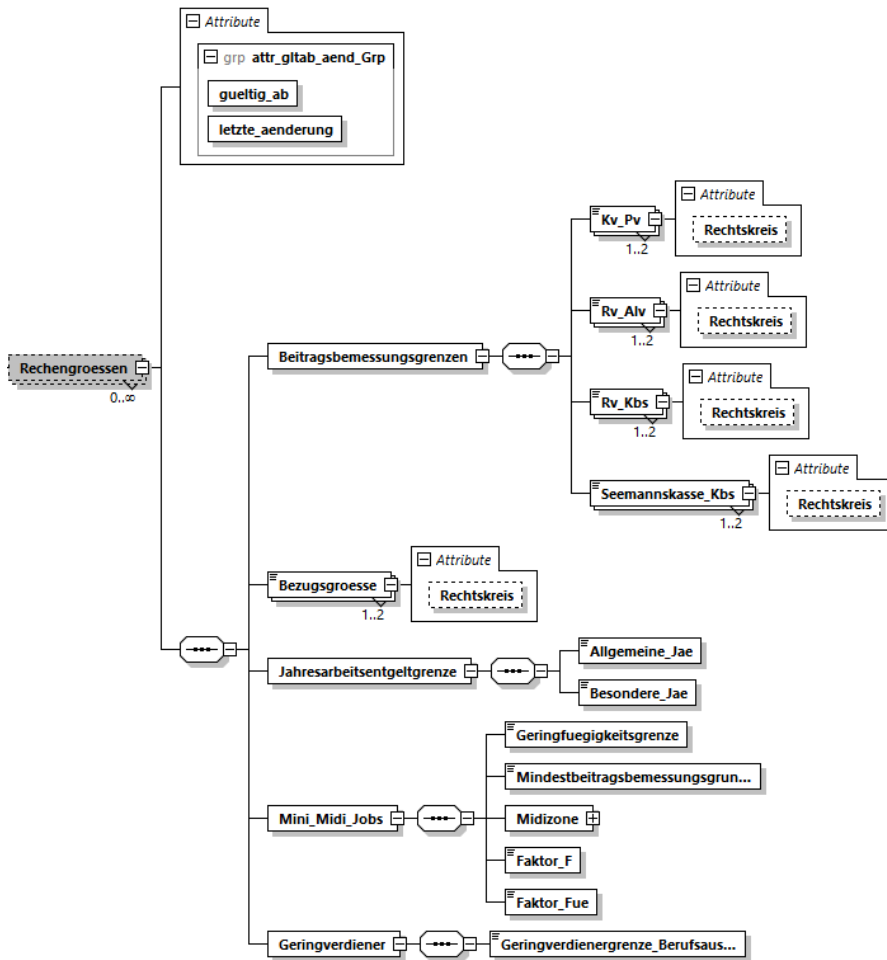 Attribute
grp attr_gltab_aend_Grp
gueltig_ab
letzte_aenderung
Attribute
Kv_Pv
Rechtskreis
1..2
Attribute
Rv_Alv
Rechtskreis
1..2
Beitragsbemessungsgrenzen
Rechengroessen
0..∞
Attribute
Rv_Kbs
Rechtskreis
1..2
Attribute
Seemannskasse_Kbs
Rechtskreis
1..2
Attribute
Bezugsgroesse
Rechtskreis
1..2
Allgemeine_Jae
Jahresarbeitsentgeltgrenze
Besondere_Jae
Geringfuegigkeitsgrenze
Mindestbeitragsbemessungsgrun...
Mini_Midi_Jobs
Midizone
Faktor_F
Faktor_Fue
Geringverdiener
Geringverdienergrenze_Berufsaus...